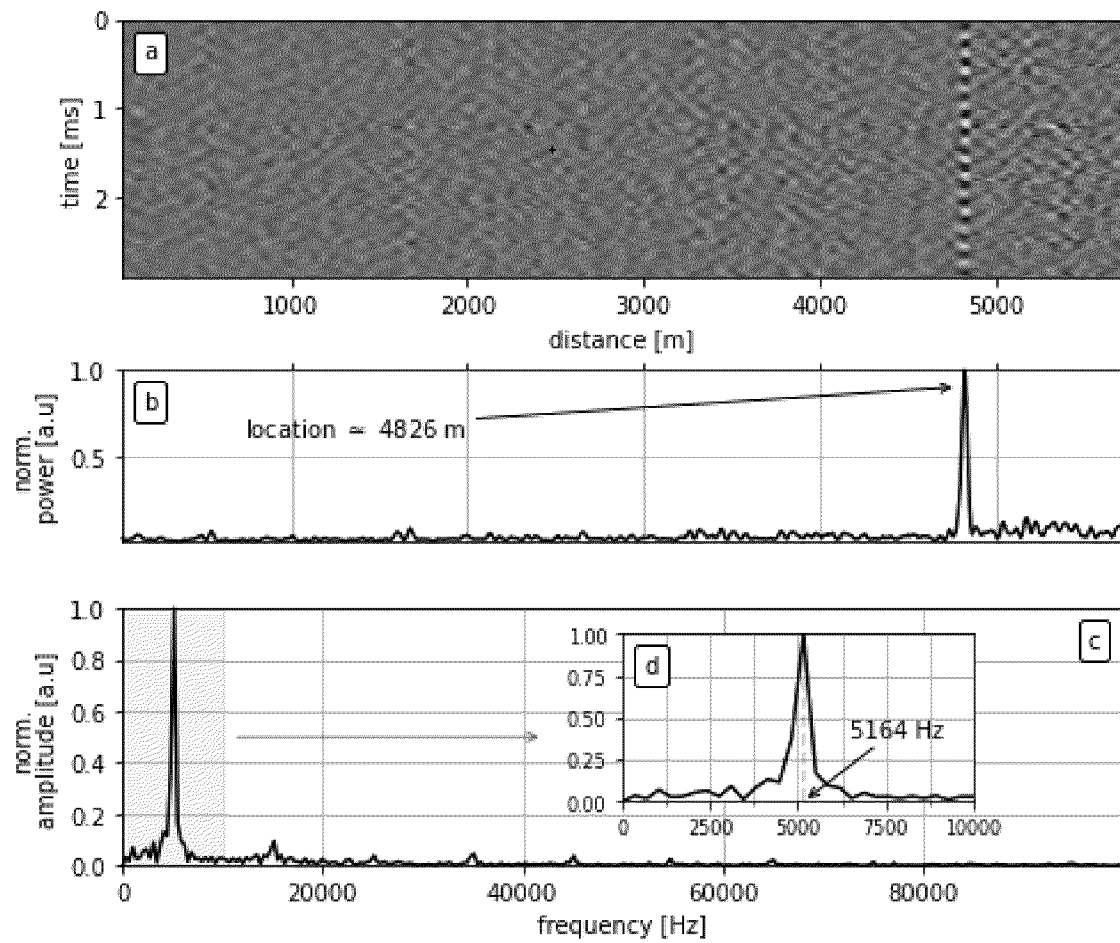 0
a
1
2
time [ms]
1000 2000 3000 4000 5000
distance [m]
1.0
b
location ≃ 4826 m
0.5
norm.
power [a.u]
1.0
0.8
0.6
0.4
0.2
0.0
norm.
amplitude [a.u]
c
1.00
d
0.75
0.50
5164 Hz
0.25
0.00
0 2500 5000 7500 10000
0 20000 40000 60000 80000
frequency [Hz]